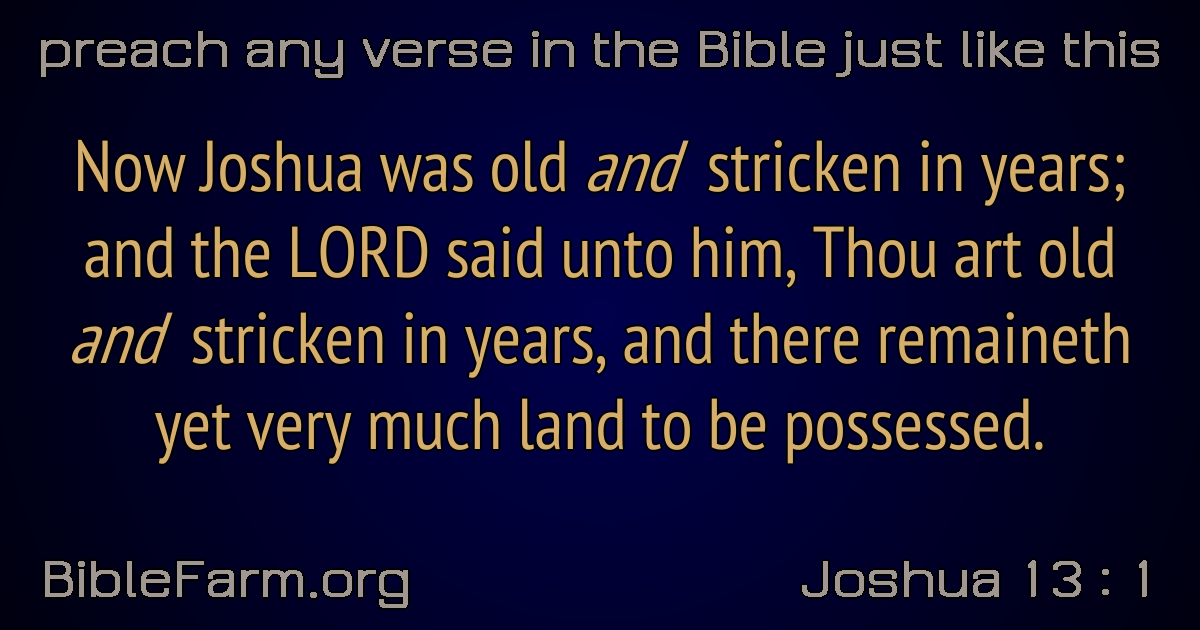 preach any verse in the Bible just like this
Now Joshua was old and stricken in years;
and the LORD said unto him, Thou art old
and stricken in years, and there remaineth
yet very much land to be possessed.
BibleFarm.org
Joshua 13 : 1